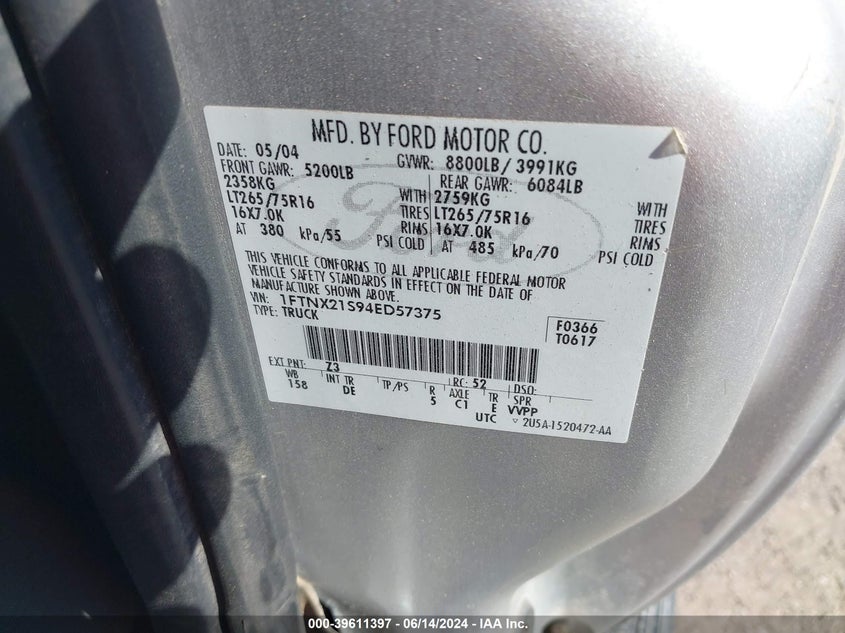 MFD. BY FORD MOTOR CO.
DATE: 05/04 GVWR: 8800LB/ 3991KG
FRONT GAWR: 5200LB REAR GAWR: 6084LB
2358KG WITH 2759KG WITH
LT265/75R16 TIRES LT265/75R16 TIRES
16X7.0K RIMS 16X7.0K RIMS
AT 380 kPa/55 PSI COLD AT 485 kPa/70 PSI COLD
THIS VEHICLE CONFORMS TO ALL APPLICABLE FEDERAL MOTOR
VEHICLE SAFETY STANDARDS IN EFFECT ON THE DATE OF
MANUFACTURE SHOWN ABOVE.
VIN: 1FTNX21S94ED57375
TYPE: TRUCK
F0366
T0617
EXT PNT: Z3 RC: 52 DSO:
WB INT TR TP/PS R AXLE TR SPR
158 DE 5 C1 E VVPP
UTC ▽ 2U5A-1520472-AA
Ford
000-39611397 - 06/14/2024 - IAA Inc.